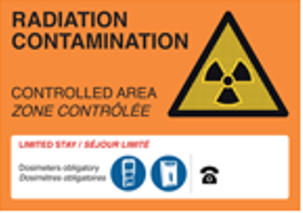 RADIATION
CONTAMINATION
CONTROLLED AREA
ZONE CONTRÔLÉE
LIMITED STAY / SÉJOUR LIMITÉ
Dosimeters obligatory
Dosimètres obligatoires